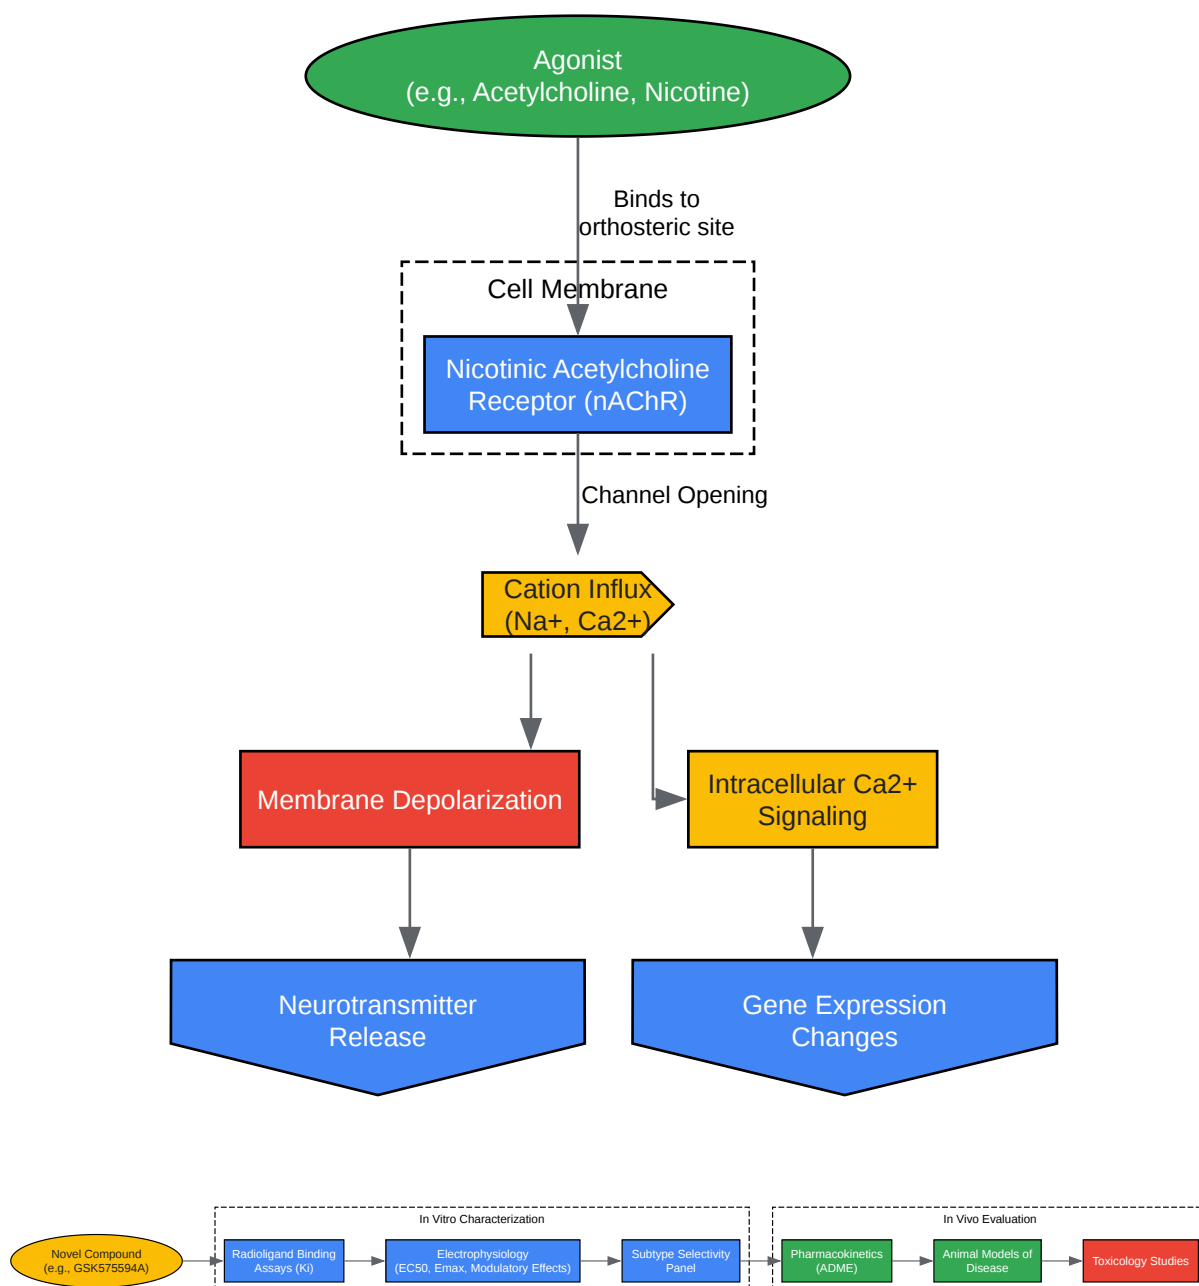 Agonist
(e.g., Acetylcholine, Nicotine)
Binds to
orthosteric site
Cell Membrane
Nicotinic Acetylcholine
Receptor (nAChR)
Channel Opening
Cation Influx
(Na+, Ca2+)
Membrane Depolarization
Intracellular Ca2+
Signaling
Neurotransmitter
Release
Gene Expression
Changes
In Vitro Characterization
In Vivo Evaluation
Novel Compound
(e.g., GSK575594A)
Radioligand Binding
Assays (Ki)
Electrophysiology
(EC50, Emax, Modulatory Effects)
Subtype Selectivity
Panel
Pharmacokinetics
(ADME)
Animal Models of
Disease
Toxicology Studies